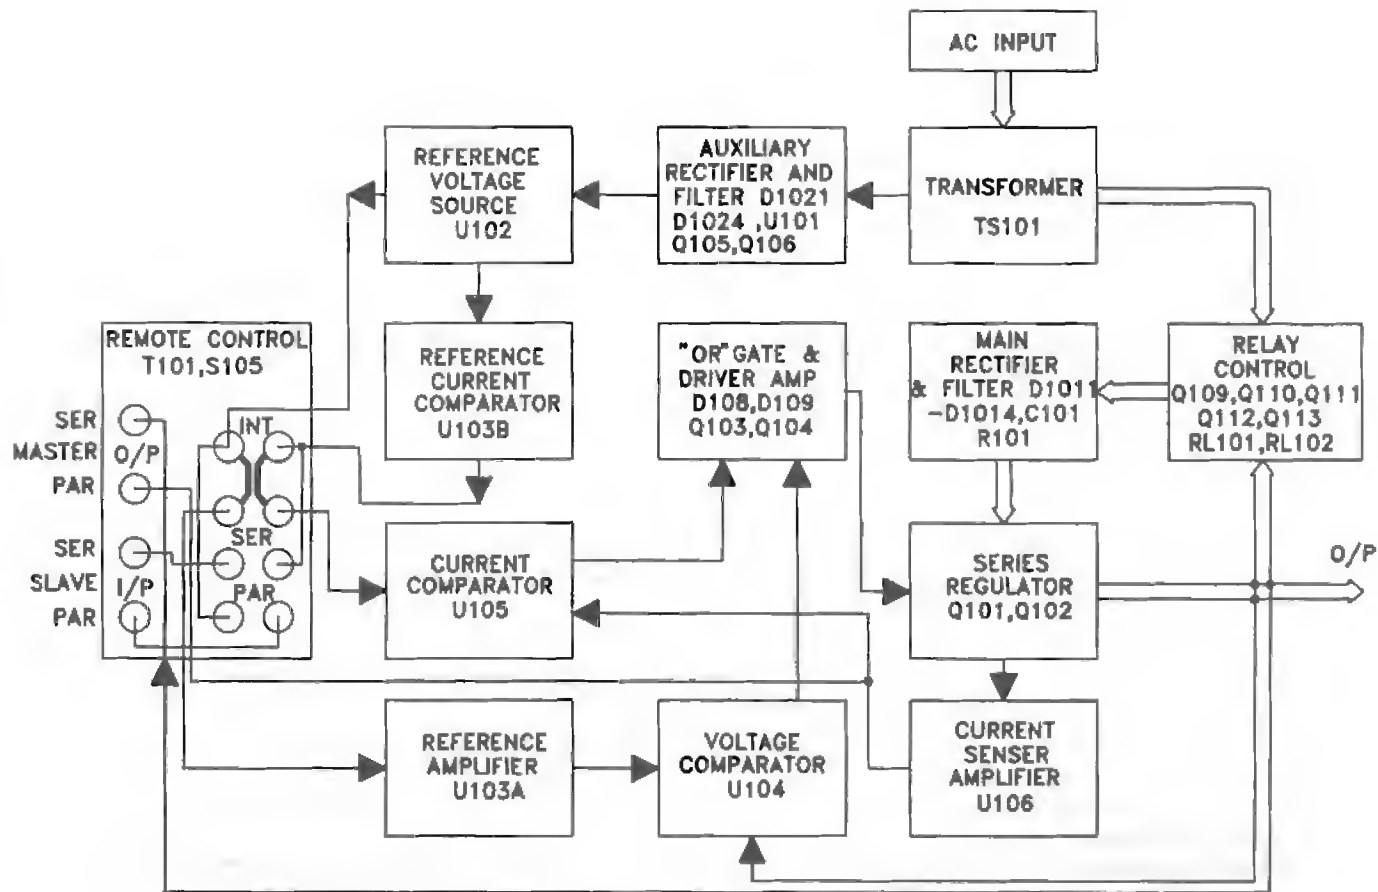 AC INPUT
REFERENCE
VOLTAGE
SOURCE
U102
AUXILIARY
RECTIFIER AND
FILTER D1021
D1024 ,U101
Q105,Q106
TRANSFORMER
TS101
REMOTE CONTROL
T101,S105
SER
MASTER O/P
PAR
SER
SLAVE I/P
PAR
INT
SER
PAR
REFERENCE
CURRENT
COMPARATOR
U103B
"OR"GATE &
DRIVER AMP
D108,D109
Q103,Q104
MAIN
RECTIFIER
& FILTER D1011
-D1014,C101
R101
RELAY
CONTROL
Q109,Q110,Q111
Q112,Q113
RL101,RL102
CURRENT
COMPARATOR
U105
SERIES
REGULATOR
Q101,Q102
O/P
REFERENCE
AMPLIFIER
U103A
VOLTAGE
COMPARATOR
U104
CURRENT
SENSER
AMPLIFIER
U106